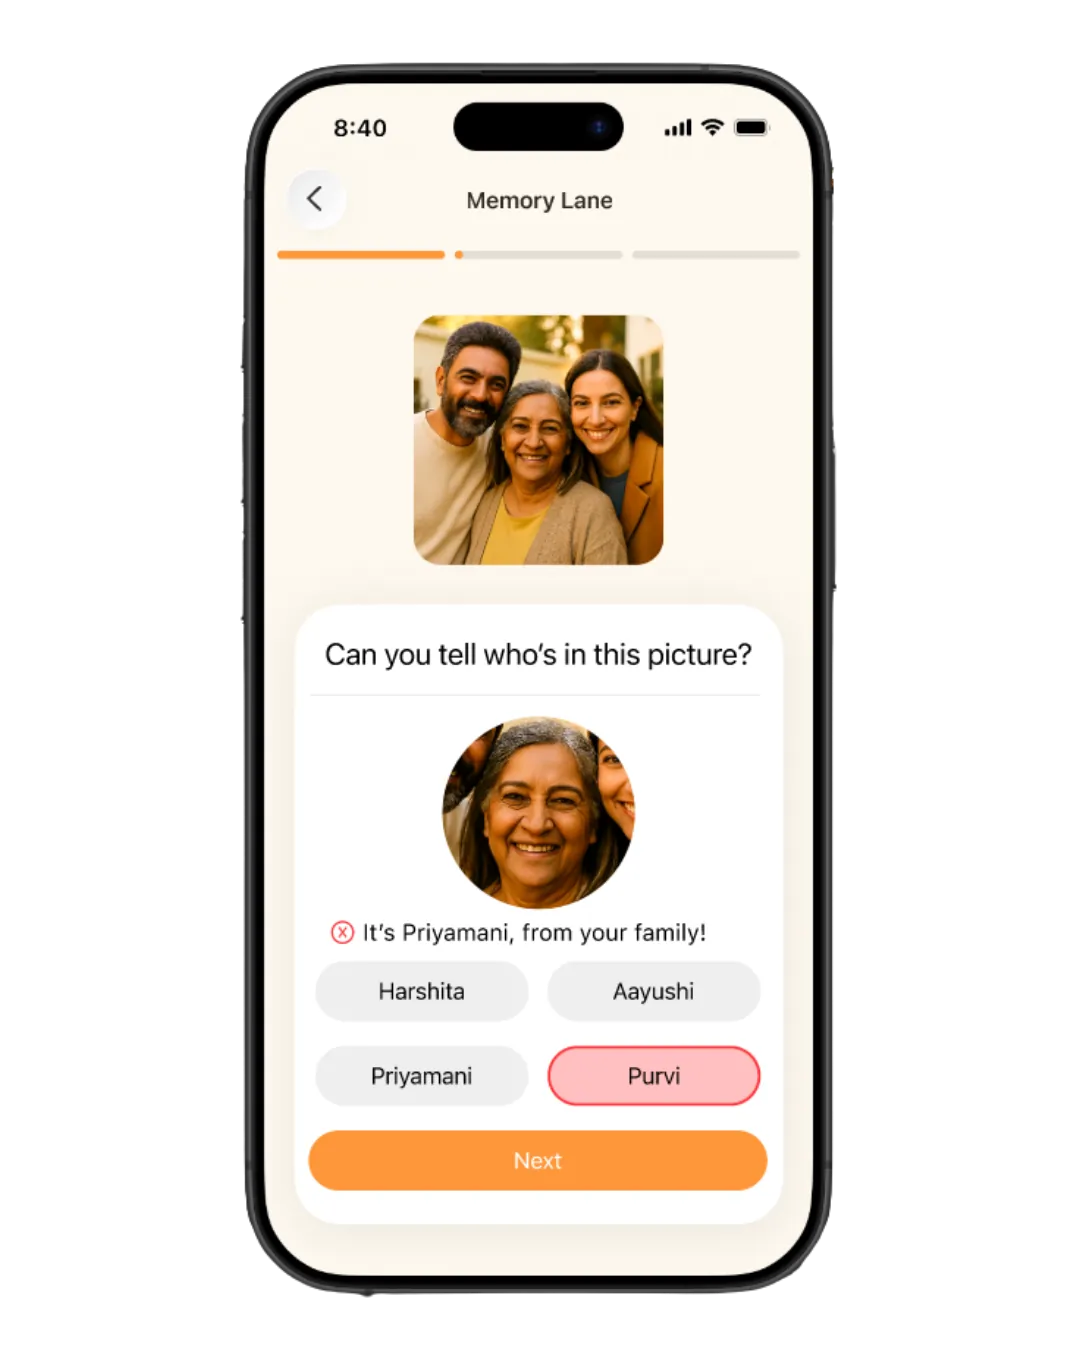 8:40
Memory Lane
Can you tell who's in this picture?
It's Priyamani, from your family!
Harshita
Aayushi
Priyamani
Purvi
Next